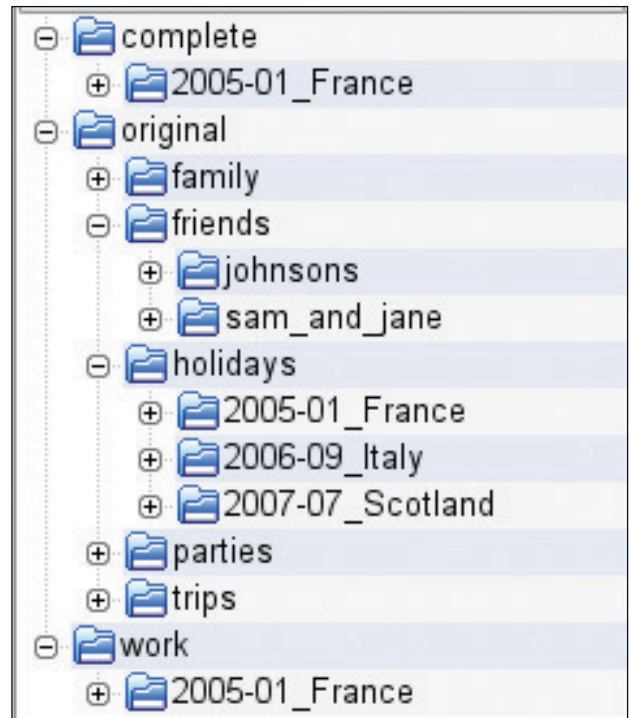 complete
2005-01_France
original
family
friends
johnsons
sam_and_jane
holidays
2005-01_France
2006-09_Italy
2007-07_Scotland
parties
trips
work
2005-01_France